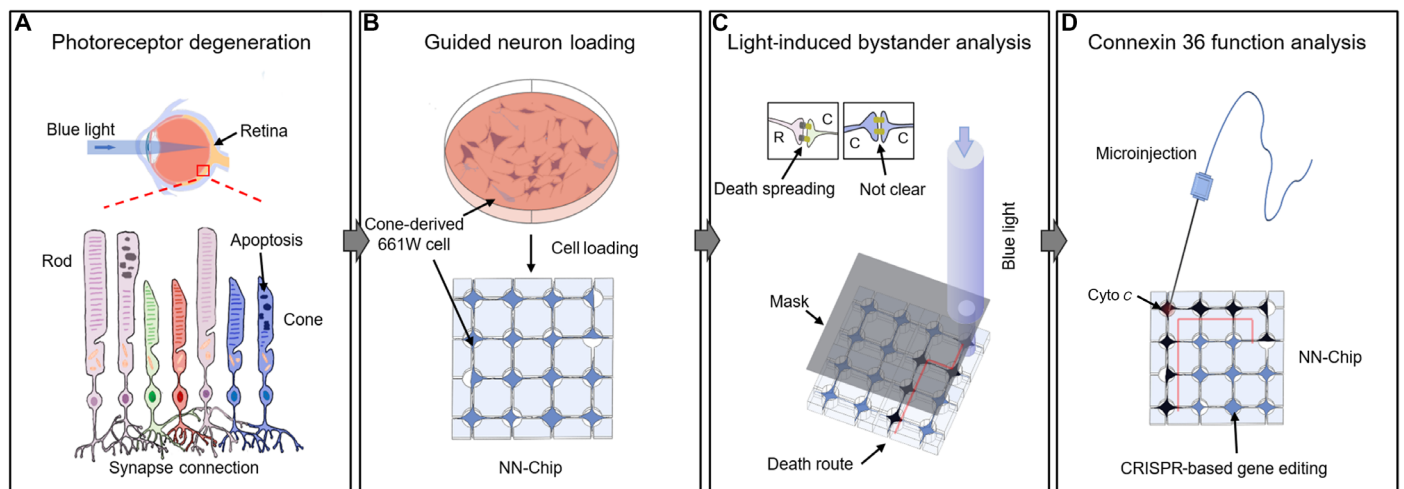 A
Photoreceptor degeneration
Blue light
Retina
Rod
Apoptosis
Cone
Synapse connection
B
Guided neuron loading
Cone-derived
661W cell
Cell loading
NN-Chip
C
Light-induced bystander analysis
R
C
C
C
Death spreading
Not clear
Blue light
Mask
Death route
D
Connexin 36 function analysis
Microinjection
Cyto c
NN-Chip
CRISPR-based gene editing